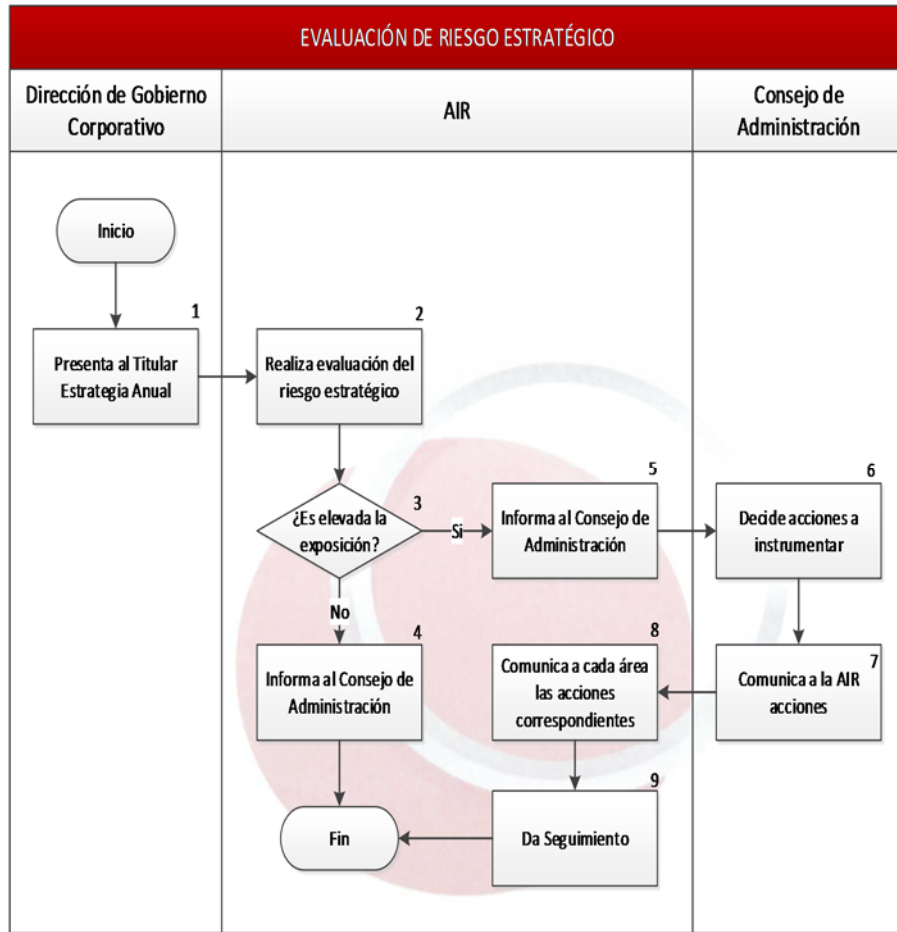 EVALUACIÓN DE RIESGO ESTRATÉGICO
Dirección de Gobierno
Corporativo
AIR
Consejo de
Administración
Inicio
1
Presenta al Titular
Estrategia Anual
2
Realiza evaluación del
riesgo estratégico
3
¿Es elevada la
exposición?
Si
No
4
Informa al Consejo de
Administración
5
Informa al Consejo de
Administración
6
Decide acciones a
instrumentar
7
Comunica a la AIR
acciones
8
Comunica a cada área
las acciones
correspondientes
9
Da Seguimiento
Fin